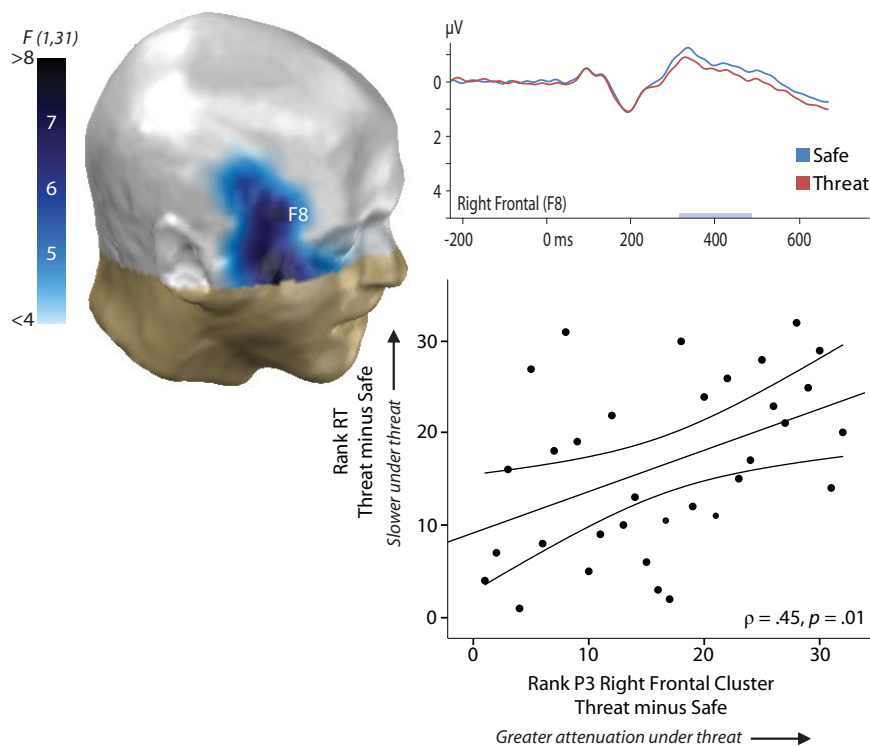 F (1,31)
>8
7
6
5
<4
F8
µV
0
2
4
Safe
Threat
Right Frontal (F8)
-200
0 ms
200
400
600
30
20
10
0
Rank RT
Threat minus Safe
Slower under threat
ρ = .45, p = .01
0
10
20
30
Rank P3 Right Frontal Cluster
Threat minus Safe
Greater attenuation under threat